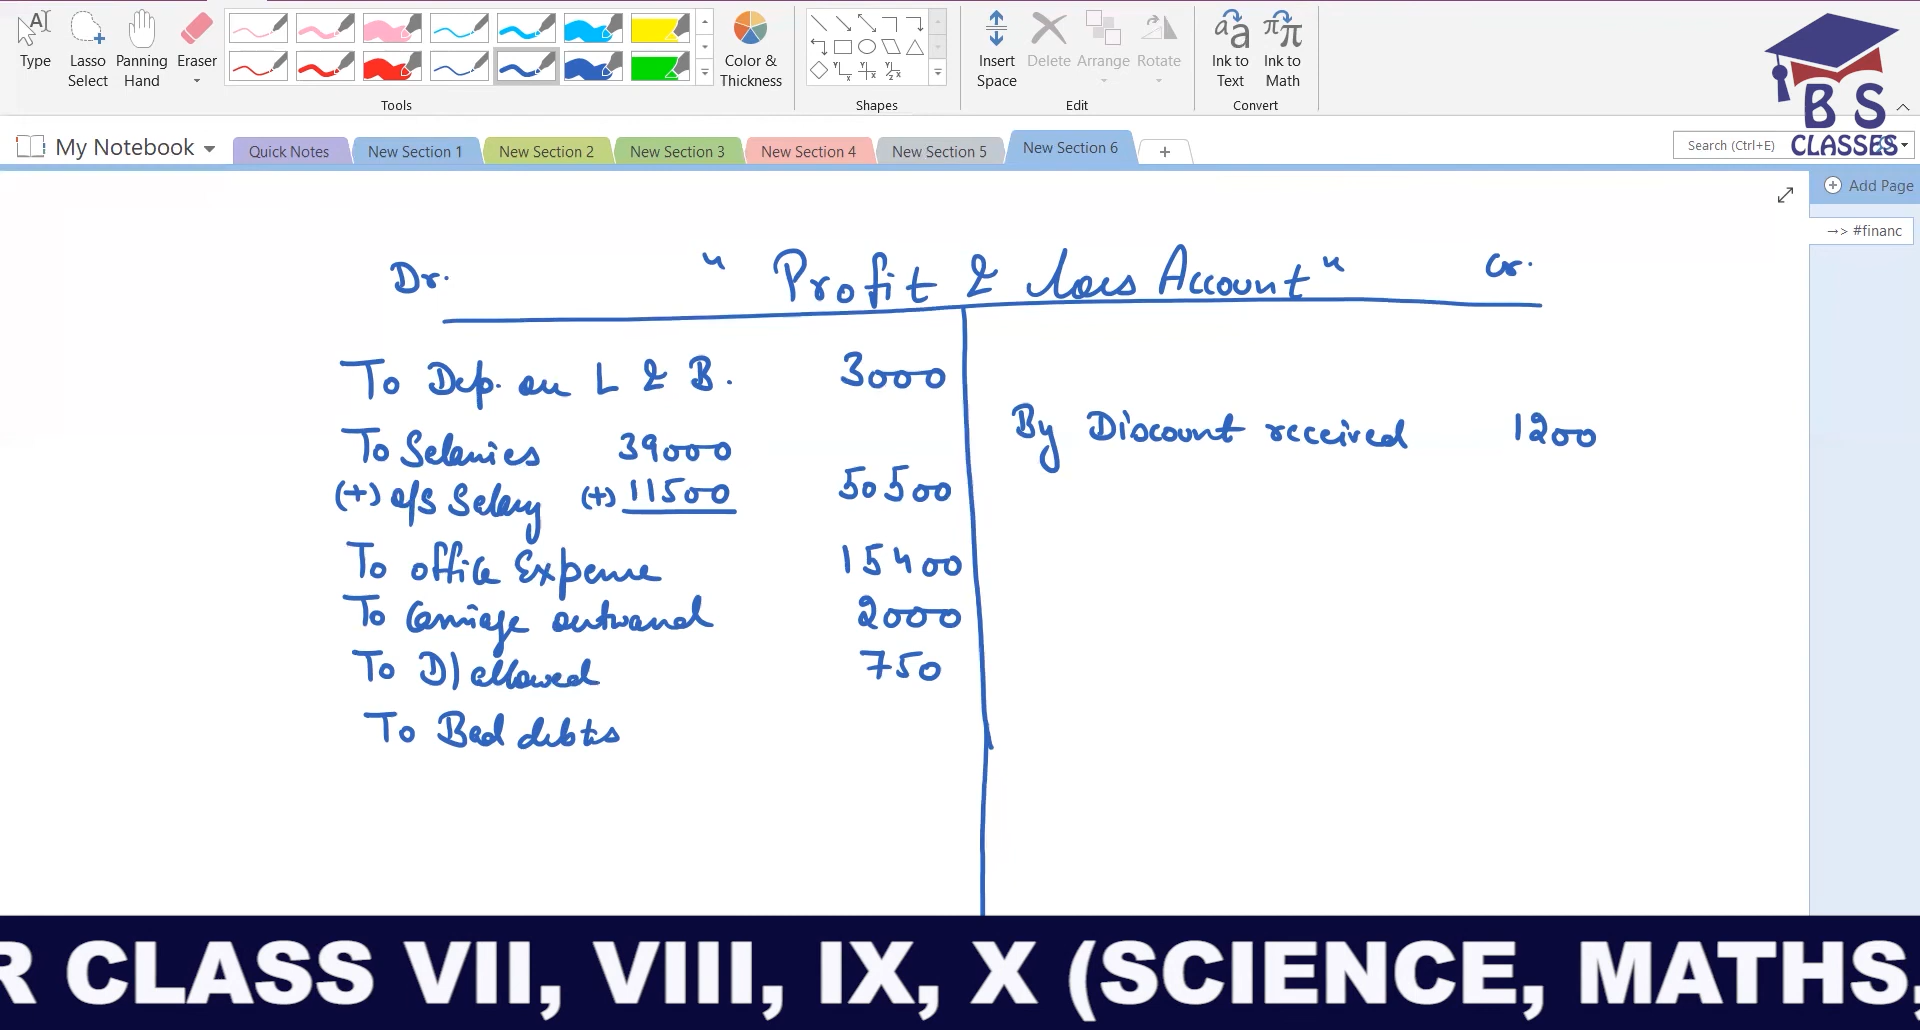 Type
Lasso Select
Panning Hand
Eraser
Color & Thickness
Insert Space
Delete
Arrange
Rotate
Ink to Text
Ink to Math
Tools
Shapes
Edit
Convert
BS CLASSES
My Notebook
Quick Notes
New Section 1
New Section 2
New Section 3
New Section 4
New Section 5
New Section 6
+
Search (Ctrl+E)
Add Page
—> #financ
Dr. "Profit & Loss Account" Cr.
To Dep. on L & B. 3000
By Discount received 1200
To Salaries 39000
(+) o/s Salary (+) 11500 50500
To office Expense 15400
To Carriage outward 2000
To D) allowed 750
To Bad debts
R CLASS VII, VIII, IX, X (SCIENCE, MATHS,